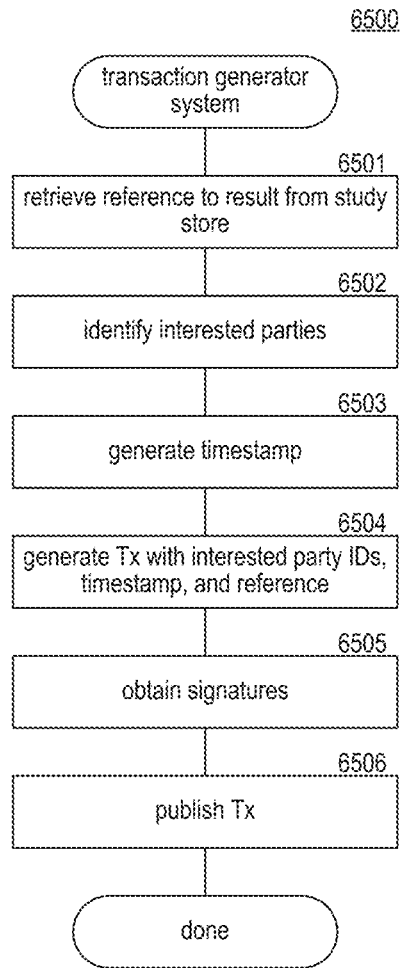 6500
transaction generator
system
6501
retrieve reference to result from study
store
6502
identify interested parties
6503
generate timestamp
6504
generate Tx with interested party IDs,
timestamp, and reference
6505
obtain signatures
6506
publish Tx
done